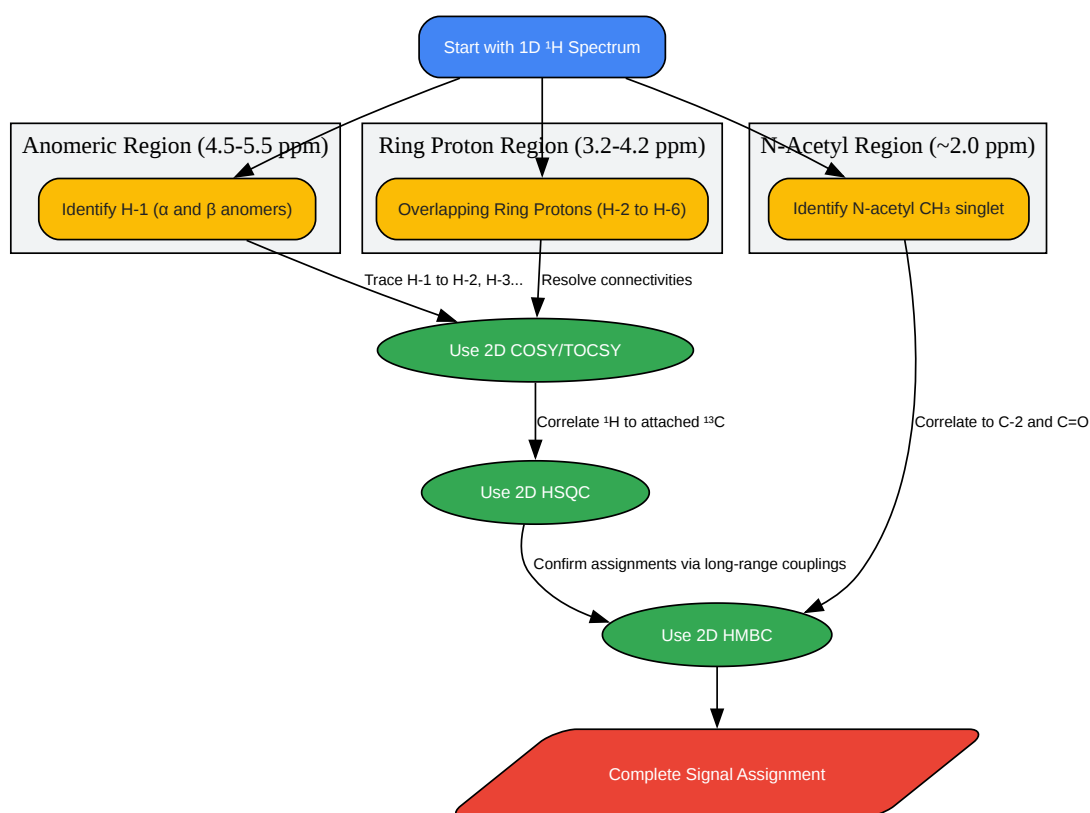 Start with 1D ¹H Spectrum
Anomeric Region (4.5-5.5 ppm)
Ring Proton Region (3.2-4.2 ppm)
N-Acetyl Region (~2.0 ppm)
Identify H-1 (α and β anomers)
Overlapping Ring Protons (H-2 to H-6)
Identify N-acetyl CH₃ singlet
Trace H-1 to H-2, H-3...
Resolve connectivities
Use 2D COSY/TOCSY
Correlate ¹H to attached ¹³C
Correlate to C-2 and C=O
Use 2D HSQC
Confirm assignments via long-range couplings
Use 2D HMBC
Complete Signal Assignment